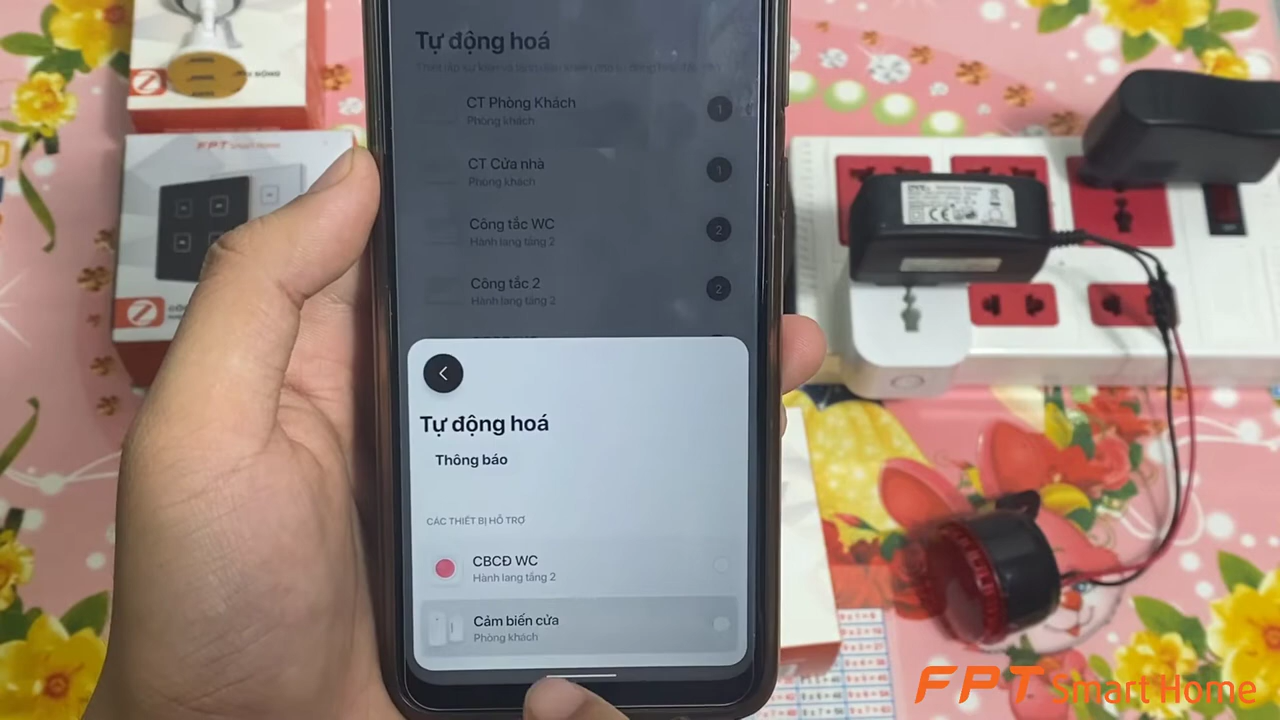 Tự động hoá
CT Phòng Khách
Phòng khách
1
CT Cửa nhà
Phòng khách
1
Công tắc WC
Hành lang tầng 2
2
Công tắc 2
Hành lang tầng 2
2
Tự động hoá
Thông báo
CÁC THIẾT BỊ HỖ TRỢ
CBCĐ WC
Hành lang tầng 2
Cảm biến cửa
Phòng khách
FPT Smart Home
FPT Smart Home